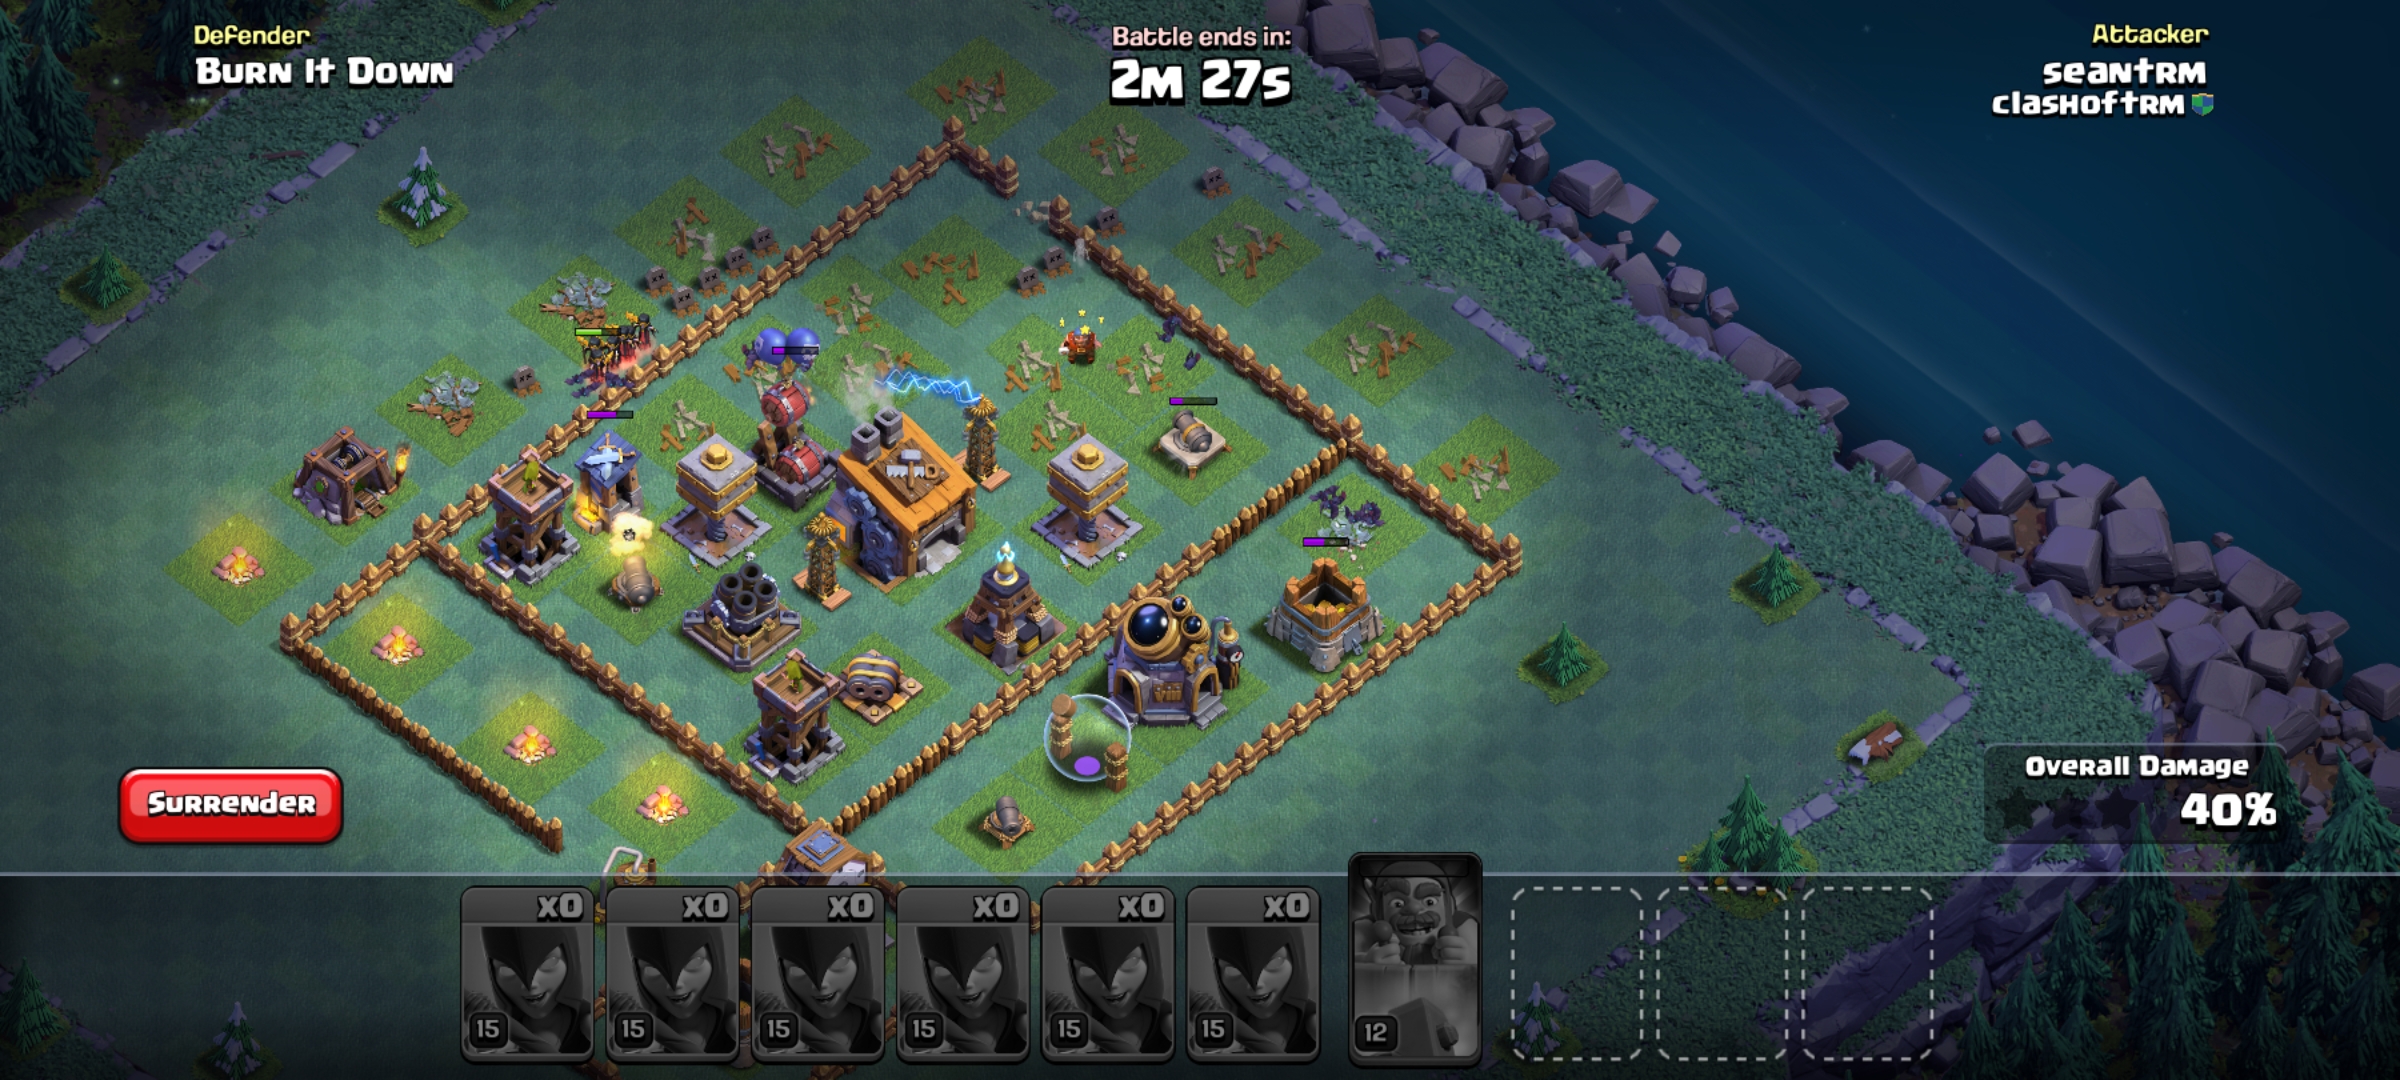 Defender
Burn It Down
Battle ends in:
2m 27s
Attacker
seantRM
clashoftRM
Surrender
Overall Damage
40%
x0 x0 x0 x0 x0 x0
15 15 15 15 15 15 12